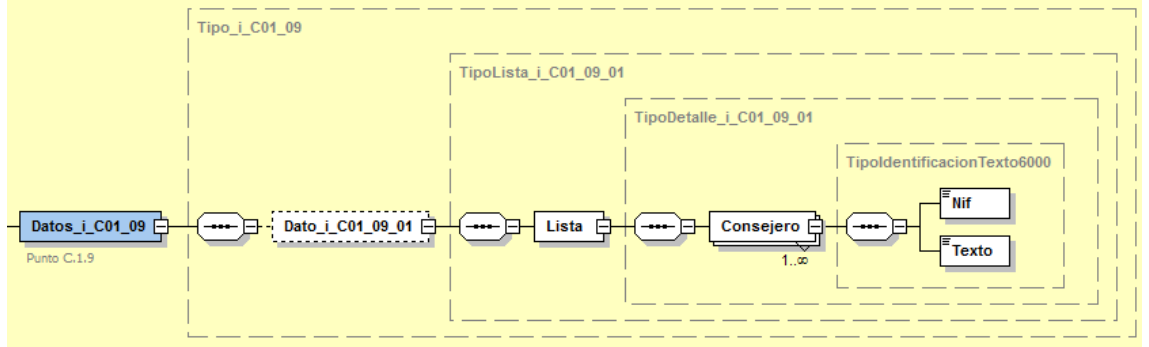 Tipo_i_C01_09
TipoLista_i_C01_09_01
TipoDetalle_i_C01_09_01
TipoIdentificacionTexto6000
Datos_i_C01_09
Dato_i_C01_09_01
Lista
Consejero
Nif
Texto
Punto C.1.9
1..∞